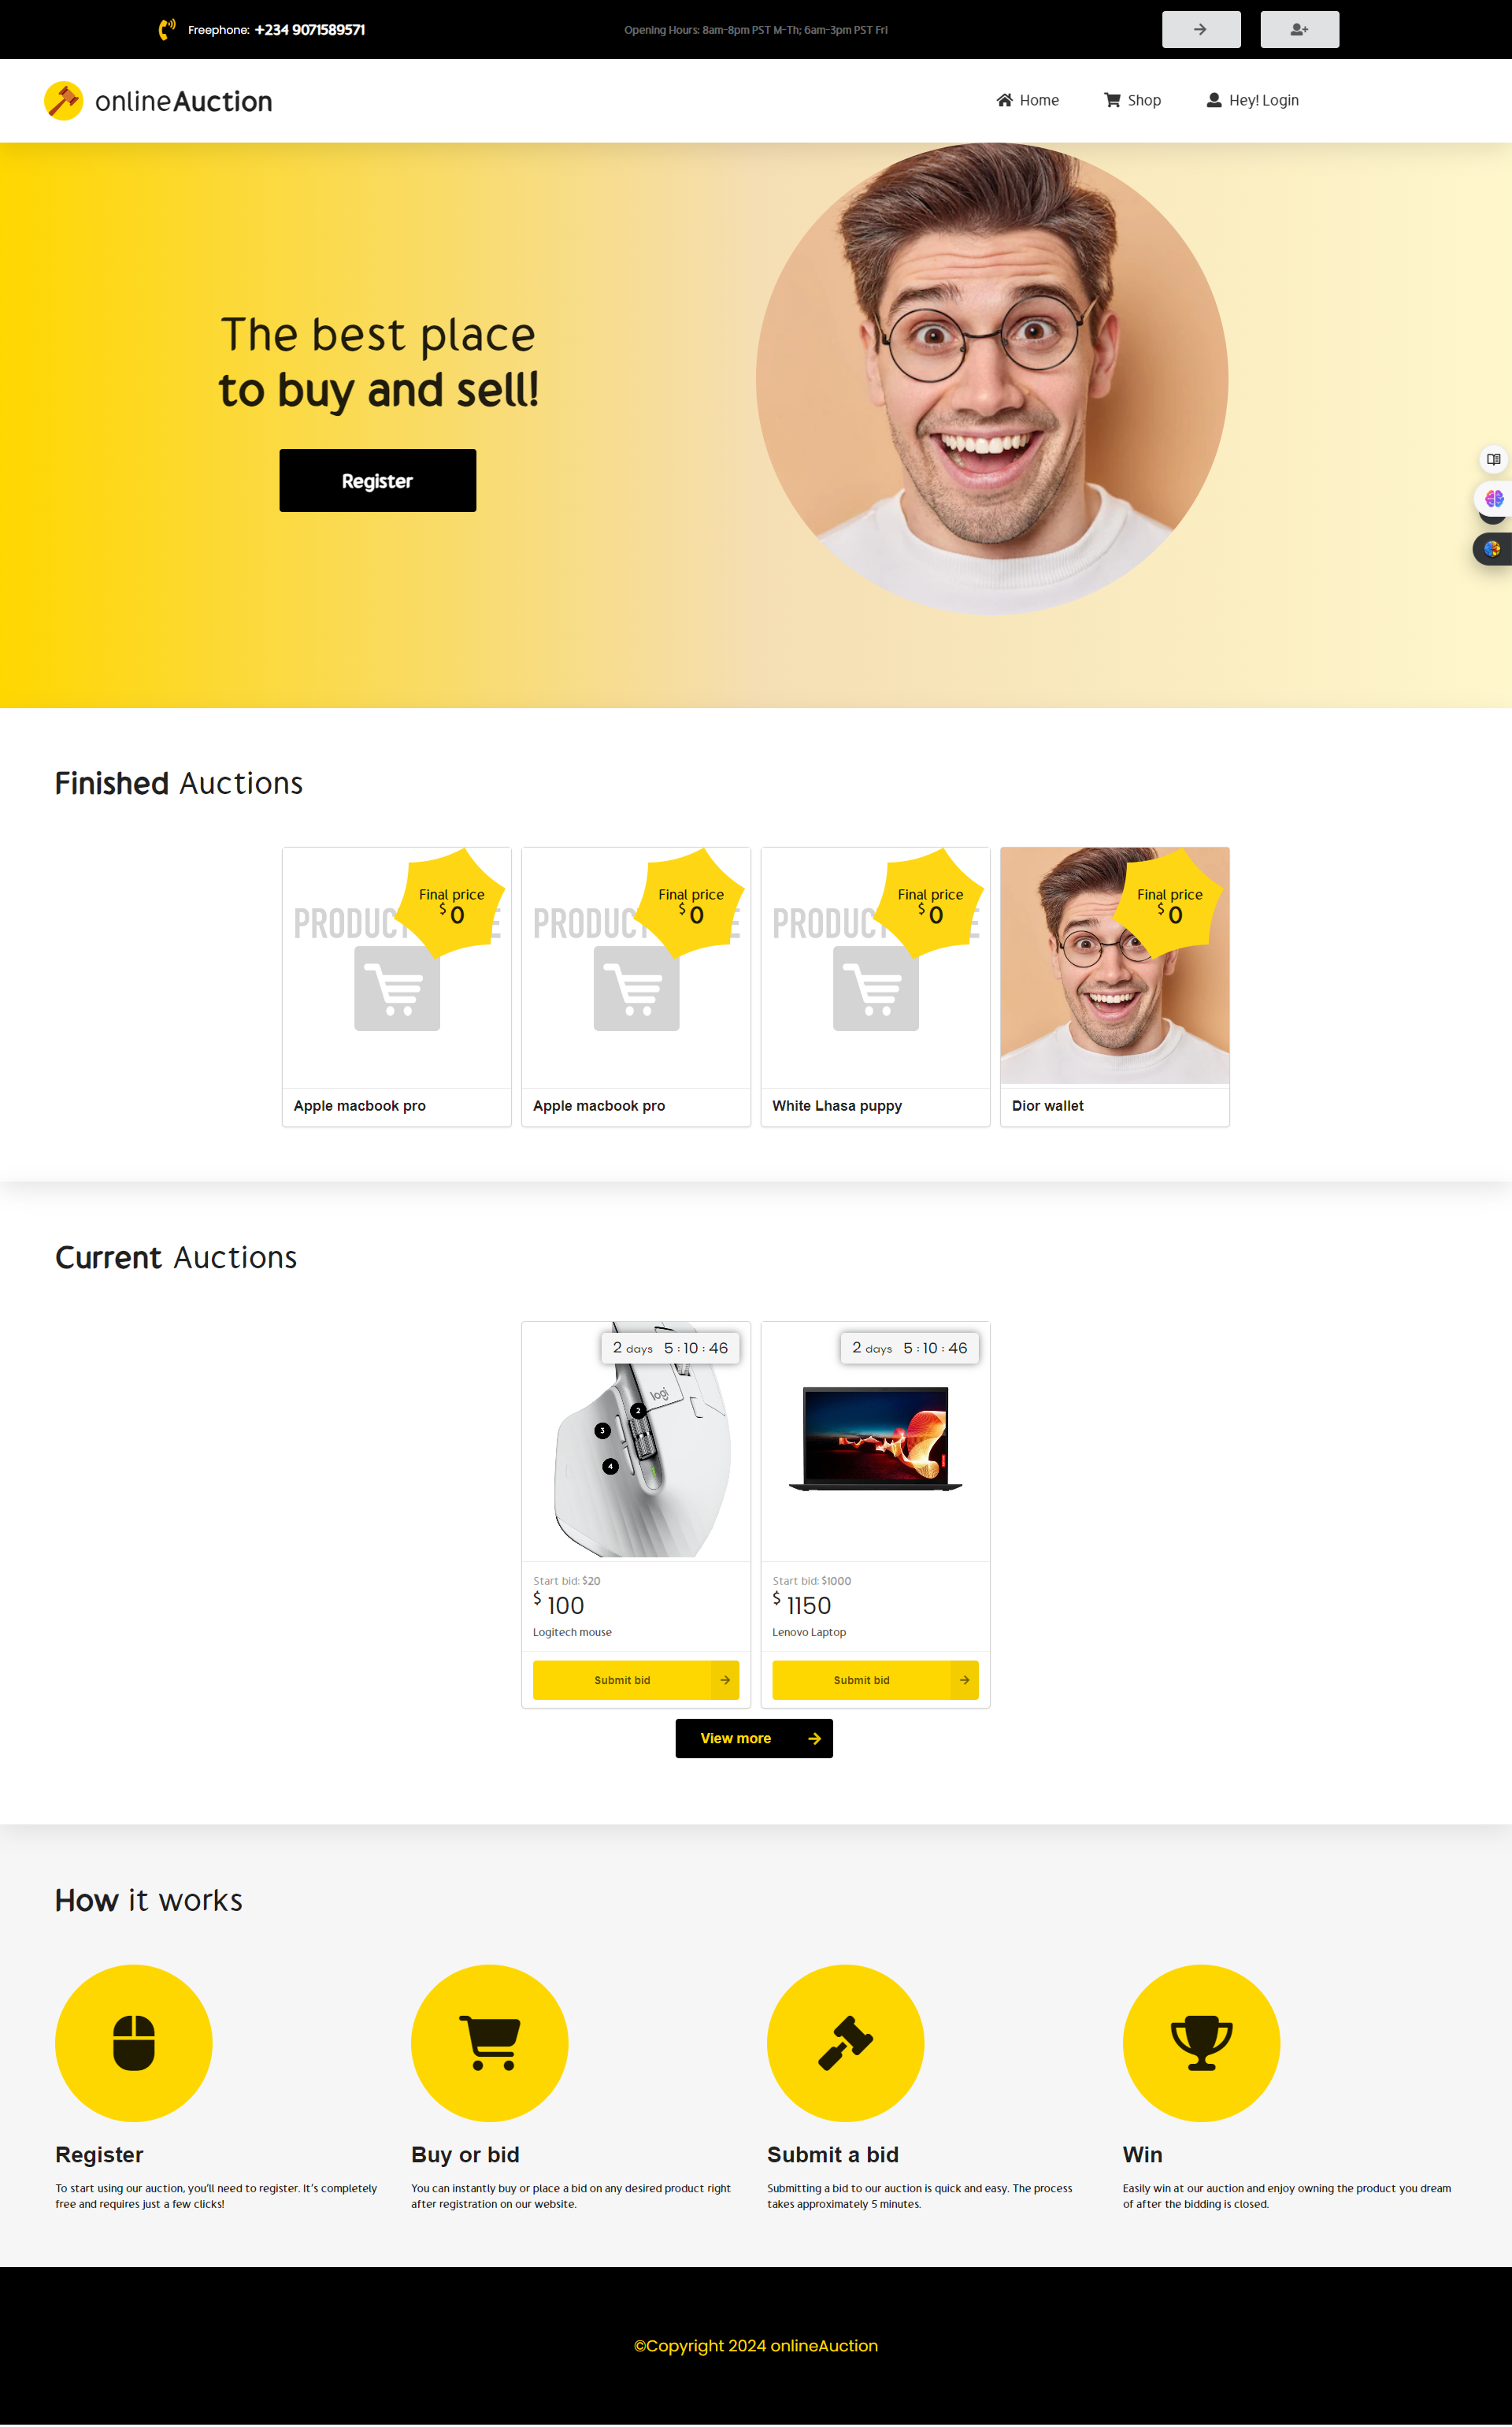 Freephone: +234 9071589571
Opening Hours: 8am-8pm PST M-Th; 6am-3pm PST Fri
onlineAuction
Home
Shop
Hey! Login
The best place
to buy and sell!
Register
Finished Auctions
Final price
$ 0
Final price
$ 0
Final price
$ 0
Final price
$ 0
Apple macbook pro
Apple macbook pro
White Lhasa puppy
Dior wallet
Current Auctions
2 days 5 : 10 : 46
logi
2
3
4
Start bid: $20
$ 100
Logitech mouse
Submit bid
2 days 5 : 10 : 46
Start bid: $1000
$ 1150
Lenovo Laptop
Submit bid
View more
How it works
Register
To start using our auction, you’ll need to register. It’s completely
free and requires just a few clicks!
Buy or bid
You can instantly buy or place a bid on any desired product right
after registration on our website.
Submit a bid
Submitting a bid to our auction is quick and easy. The process
takes approximately 5 minutes.
Win
Easily win at our auction and enjoy owning the product you dream
of after the bidding is closed.
©Copyright 2024 onlineAuction